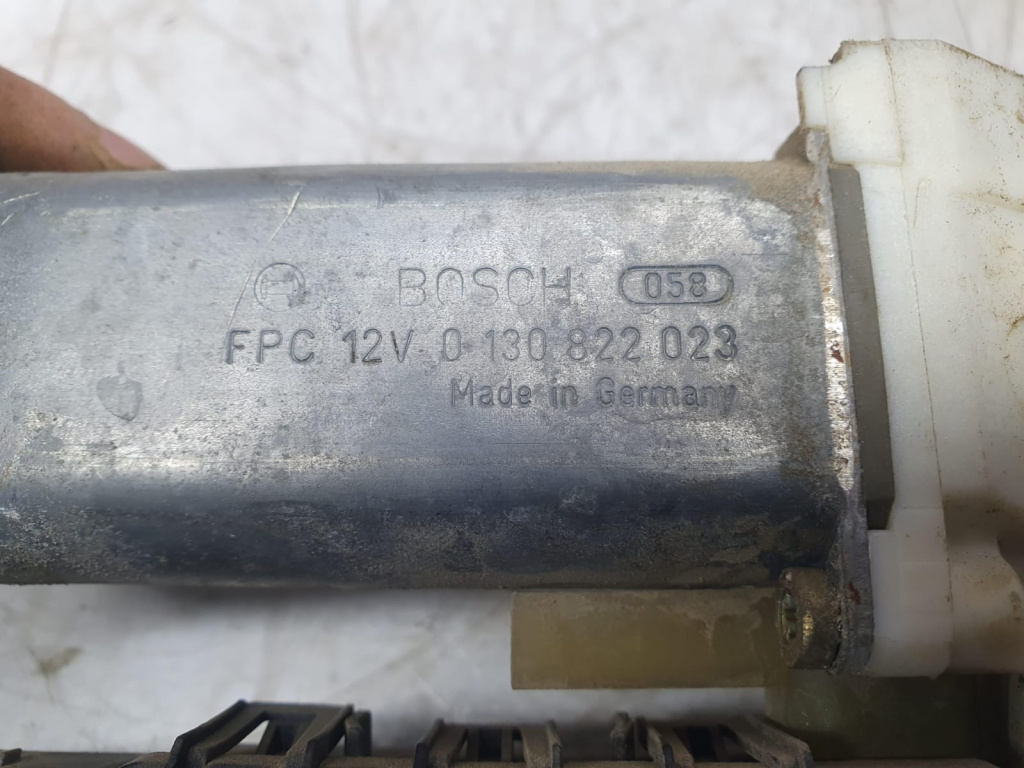 BOSCH 058
FPC 12V 0 130 822 023
Made in Germany